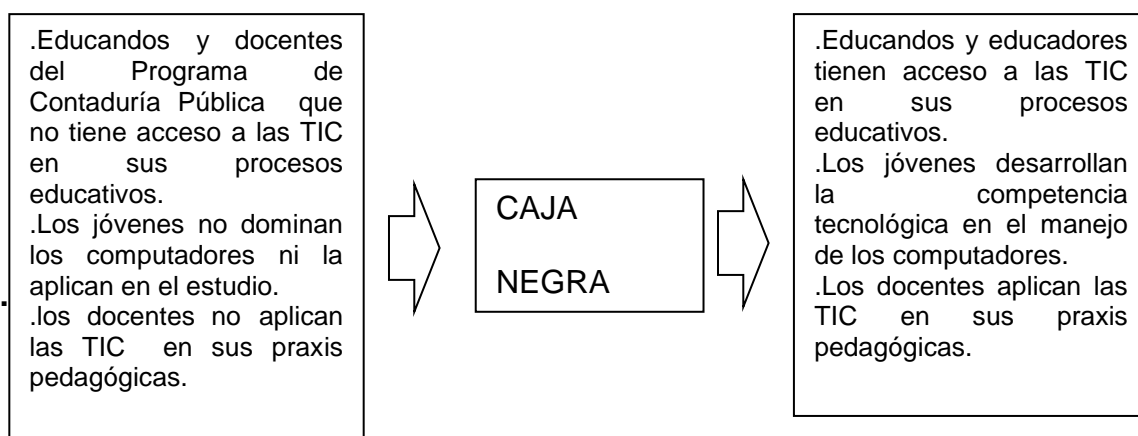 .Educandos y docentes
del Programa de
Contaduría Pública que
no tiene acceso a las TIC
en sus procesos
educativos.
.Los jóvenes no dominan
los computadores ni la
aplican en el estudio.
.los docentes no aplican
las TIC en sus praxis
pedagógicas.
.
CAJA
NEGRA
.Educandos y educadores
tienen acceso a las TIC
en sus procesos
educativos.
.Los jóvenes desarrollan
la competencia
tecnológica en el manejo
de los computadores.
.Los docentes aplican las
TIC en sus praxis
pedagógicas.